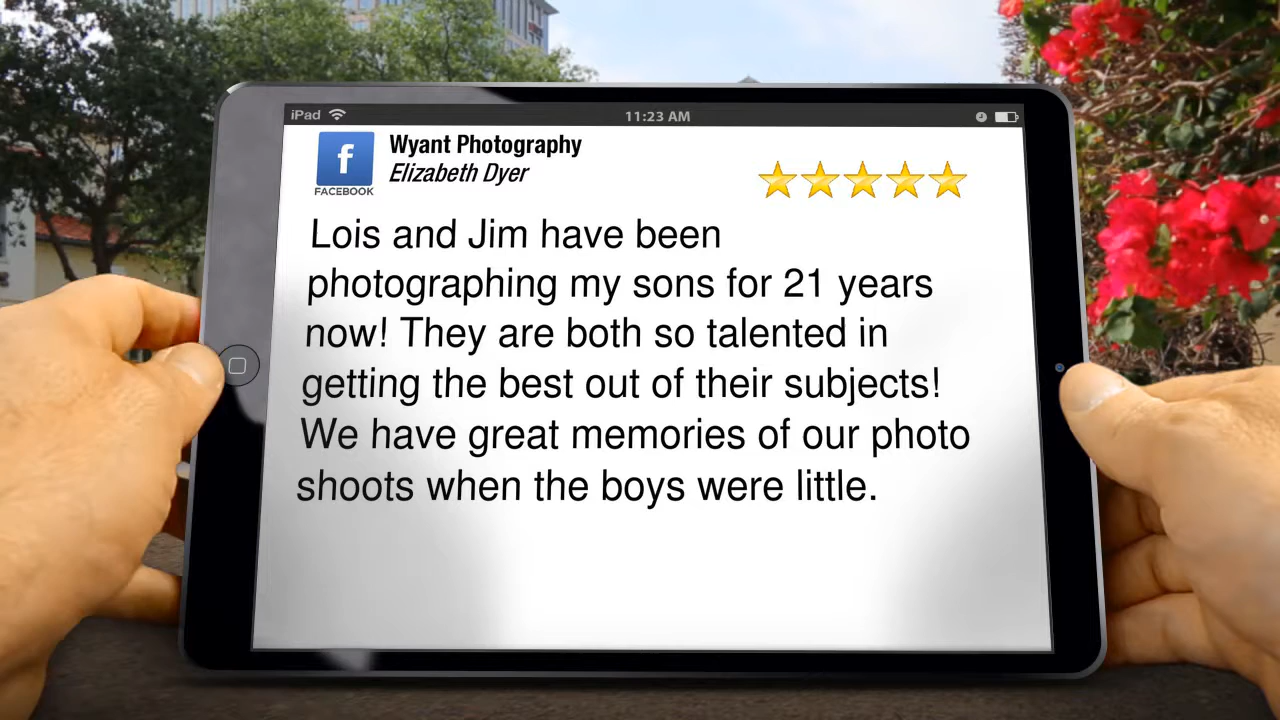 iPad 11:23 AM
f
FACEBOOK
Wyant Photography
Elizabeth Dyer
Lois and Jim have been
photographing my sons for 21 years
now! They are both so talented in
getting the best out of their subjects!
We have great memories of our photo
shoots when the boys were little.